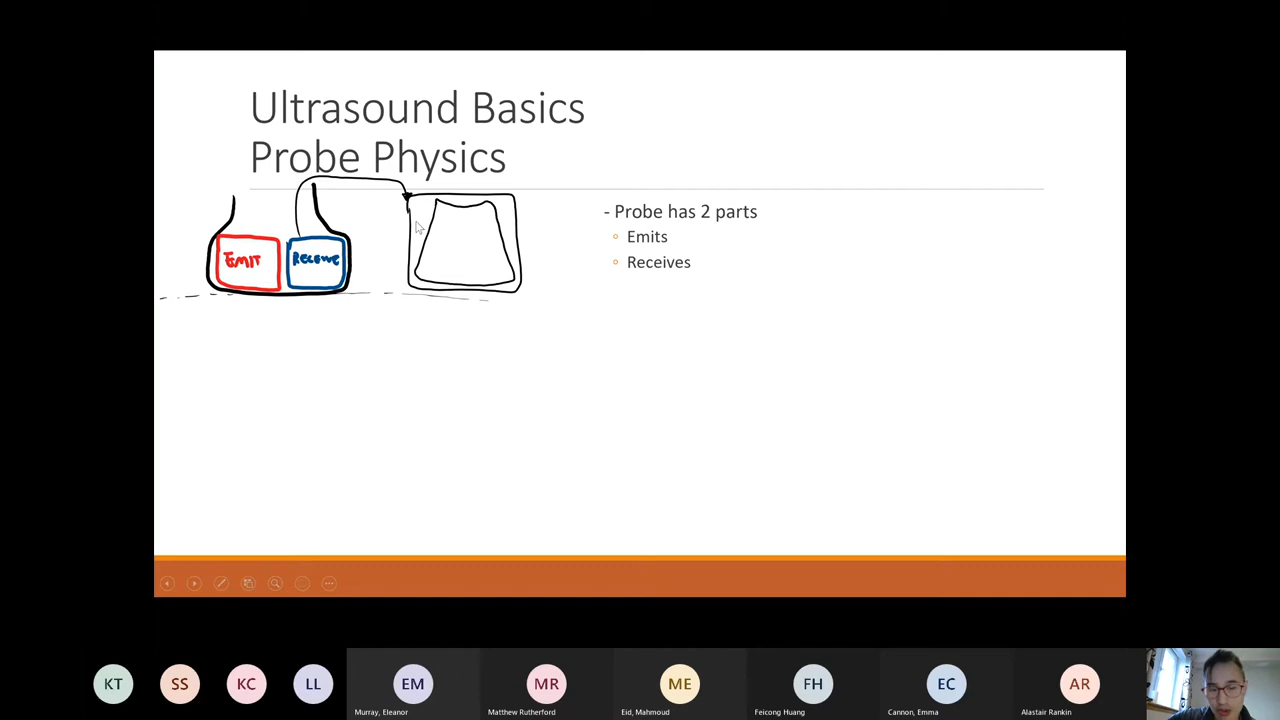 Ultrasound Basics
Probe Physics
EMIT
RECEIVE
- Probe has 2 parts
Emits
Receives
KT
SS
KC
LL
EM
MR
ME
FH
EC
AR
Murray, Eleanor
Matthew Rutherford
Eid, Mahmoud
Feicong Huang
Cannon, Emma
Alastair Rankin